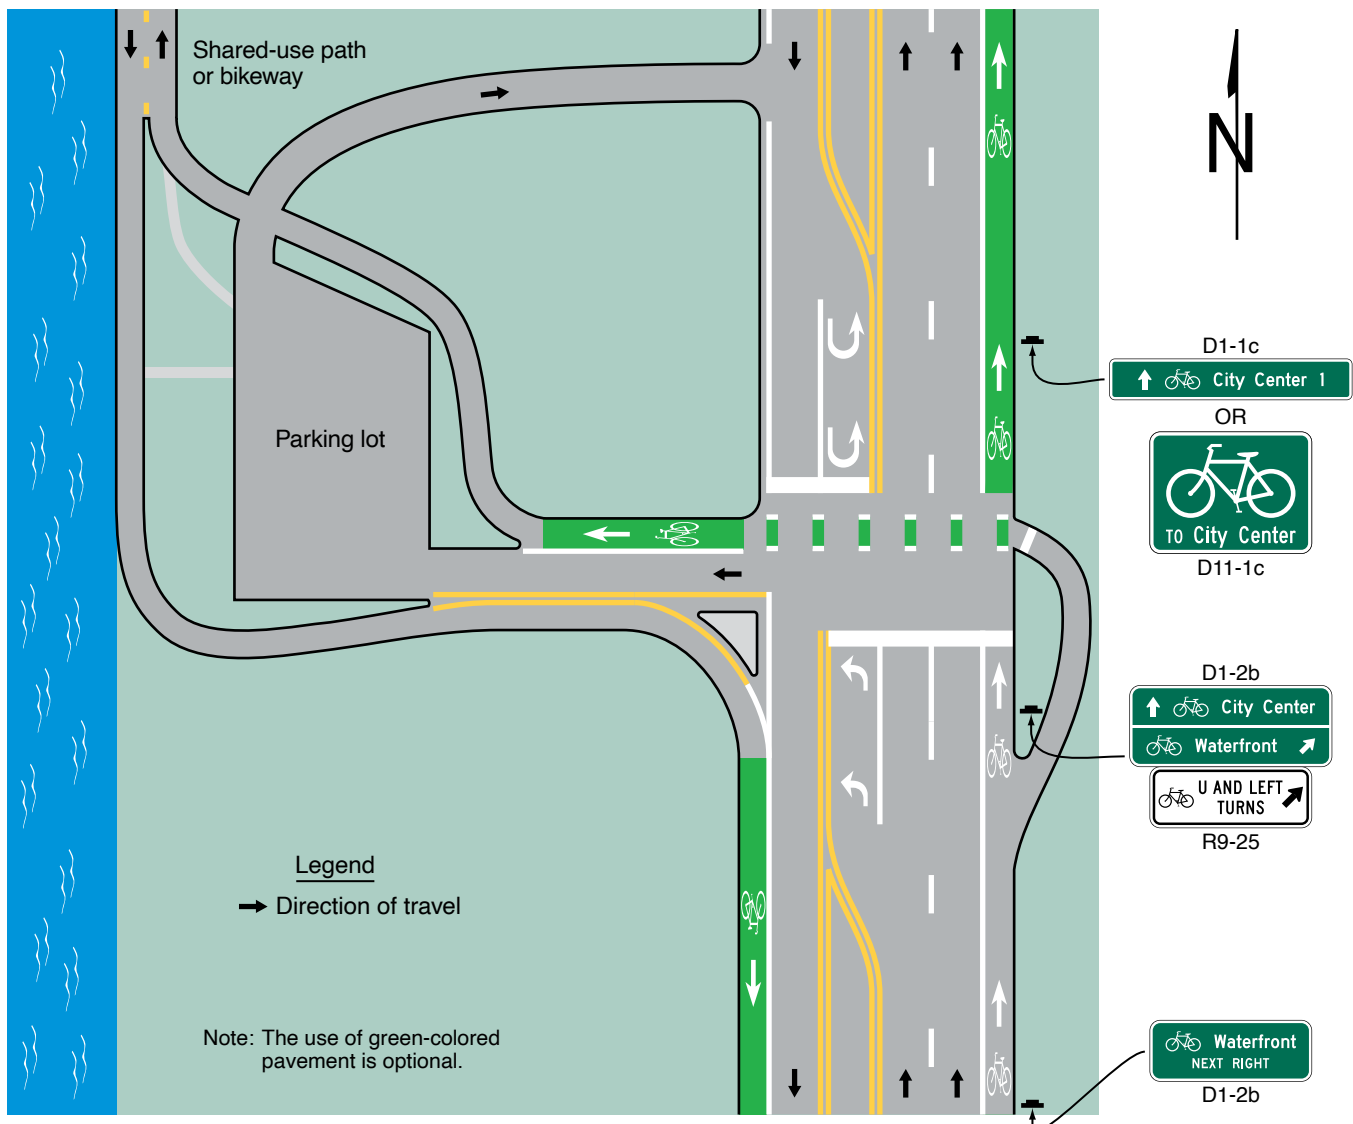 Shared-use path
or bikeway
N
D1-1c
City Center 1
OR
TO City Center
D11-1c
Parking lot
D1-2b
City Center
Waterfront
U AND LEFT
TURNS
R9-25
Legend
Direction of travel
Note: The use of green-colored
pavement is optional.
Waterfront
NEXT RIGHT
D1-2b